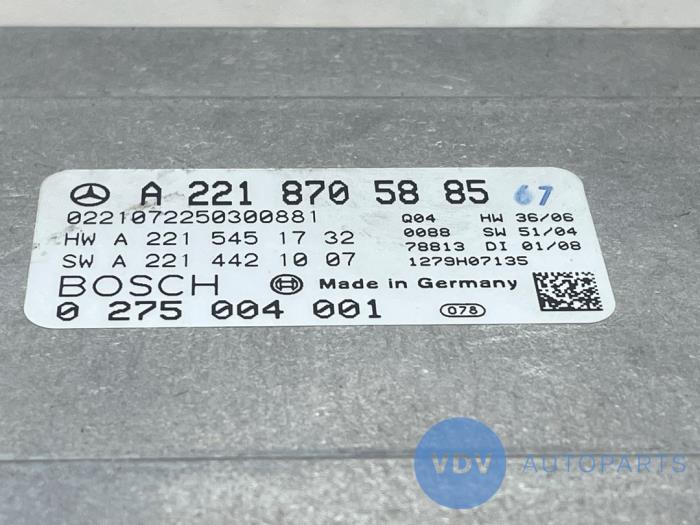 A 221 870 58 85 67
0221072250300881 Q04 HW 36/06
HW A 221 545 17 32 0088 SW 51/04
SW A 221 442 10 07 78813 DI 01/08
1279H07135
BOSCH Made in Germany
0 275 004 001 078
VDV AUTOPARTS